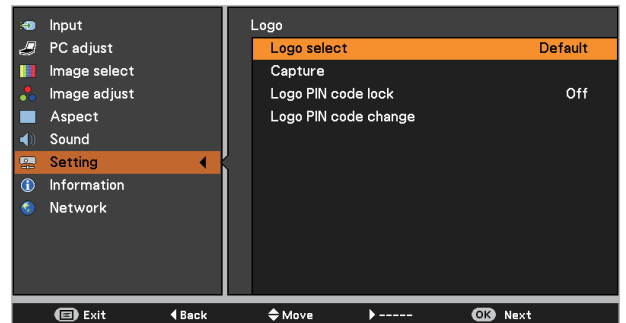 Input
PC adjust
Image select
Image adjust
Aspect
Sound
Setting
Information
Network
Logo
Logo select Default
Capture
Logo PIN code lock Off
Logo PIN code change
Exit Back Move ----- OK Next